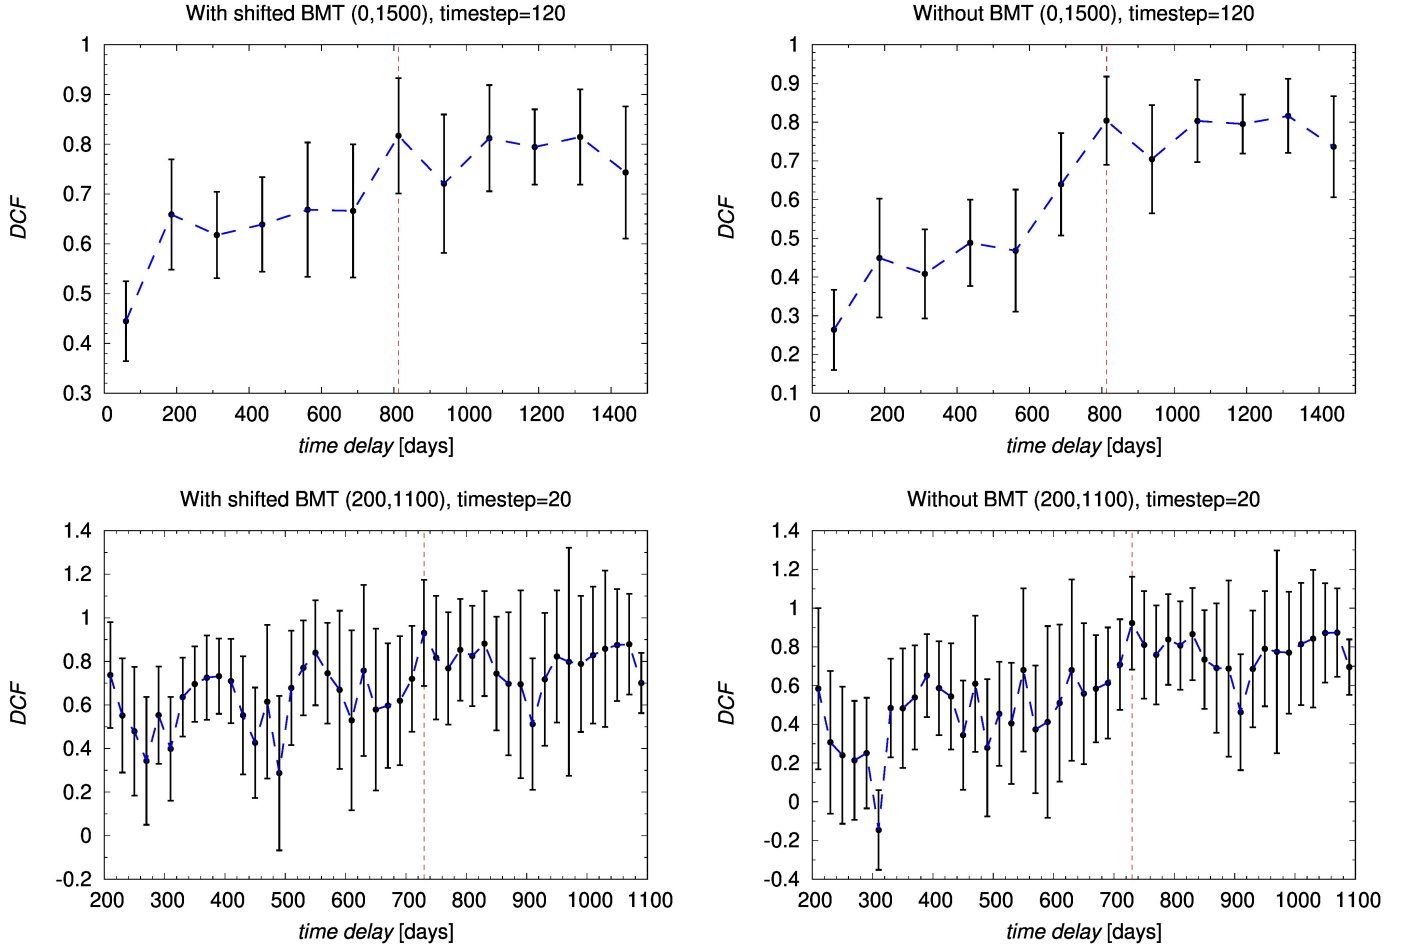 With shifted BMT (0,1500), timestep=120
1
0.9
0.8
0.7
0.6
0.5
0.4
0.3
DCF
0 200 400 600 800 1000 1200 1400
time delay [days]
Without BMT (0,1500), timestep=120
1
0.9
0.8
0.7
0.6
0.5
0.4
0.3
0.2
0.1
DCF
0 200 400 600 800 1000 1200 1400
time delay [days]
With shifted BMT (200,1100), timestep=20
1.4
1.2
1
0.8
0.6
0.4
0.2
0
-0.2
DCF
200 300 400 500 600 700 800 900 1000 1100
time delay [days]
Without BMT (200,1100), timestep=20
1.4
1.2
1
0.8
0.6
0.4
0.2
0
-0.2
-0.4
DCF
200 300 400 500 600 700 800 900 1000 1100
time delay [days]